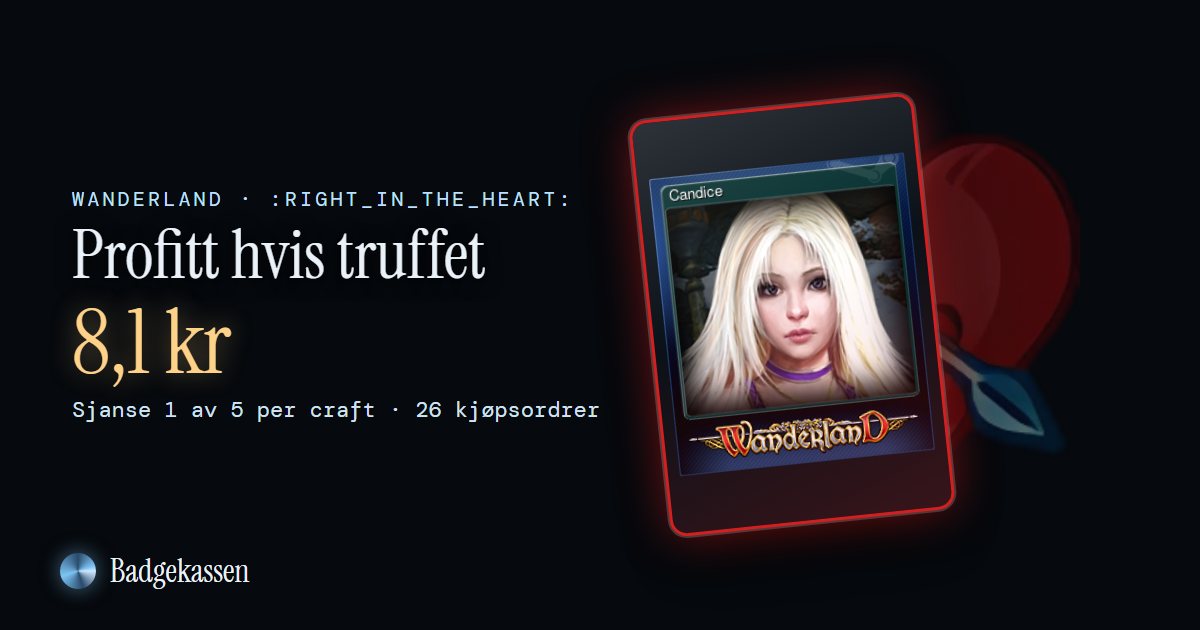 WANDERLAND · :RIGHT_IN_THE_HEART:
Profitt hvis truffet
8,1 kr
Sjanse 1 av 5 per craft · 26 kjøpsordrer
Candice
WanderlanD
Badgekassen